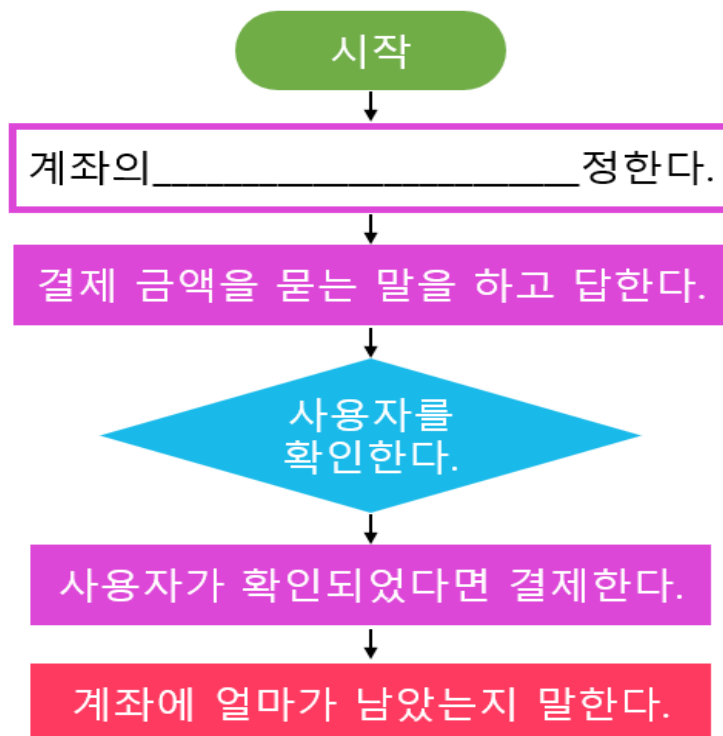 시작
계좌의________________________정한다.
결제 금액을 묻는 말을 하고 답한다.
사용자를
확인한다.
사용자가 확인되었다면 결제한다.
계좌에 얼마가 남았는지 말한다.